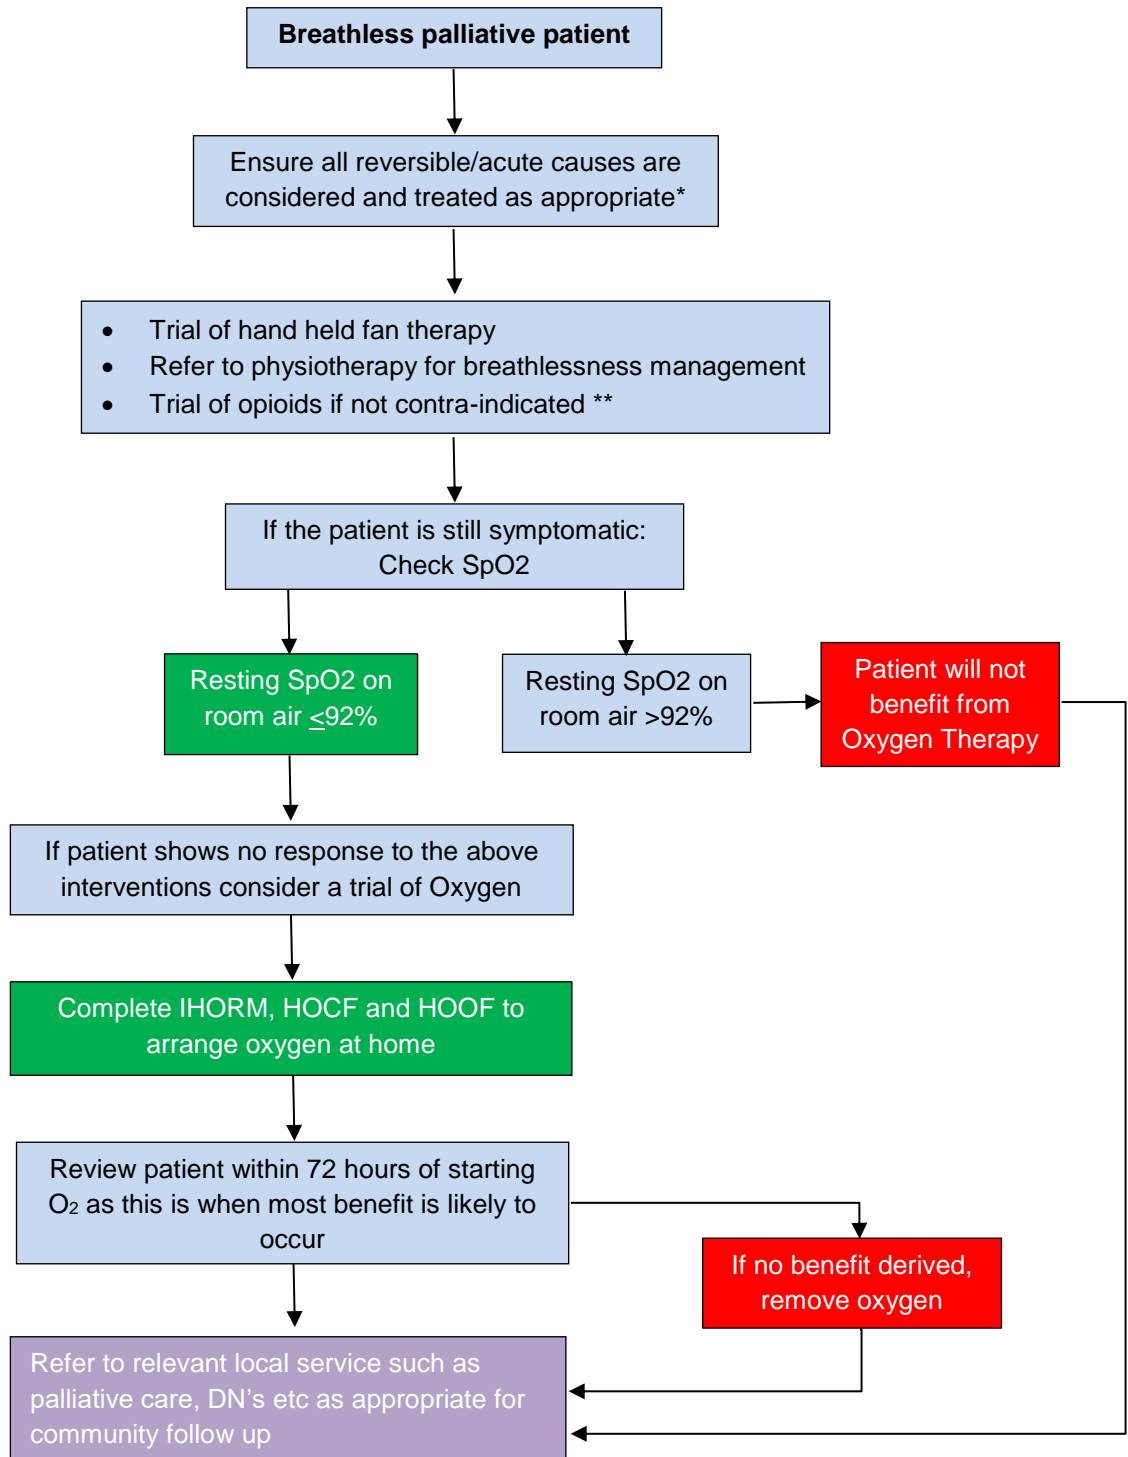 Breathless palliative patient
Ensure all reversible/acute causes are
considered and treated as appropriate*
• Trial of hand held fan therapy
• Refer to physiotherapy for breathlessness management
• Trial of opioids if not contra-indicated **
If the patient is still symptomatic:
Check SpO2
Resting SpO2 on
room air ≤92%
Resting SpO2 on
room air >92%
Patient will not
benefit from
Oxygen Therapy
If patient shows no response to the above
interventions consider a trial of Oxygen
Complete IHORM, HOCF and HOOF to
arrange oxygen at home
Review patient within 72 hours of starting
O₂ as this is when most benefit is likely to
occur
If no benefit derived,
remove oxygen
Refer to relevant local service such as
palliative care, DN’s etc as appropriate for
community follow up